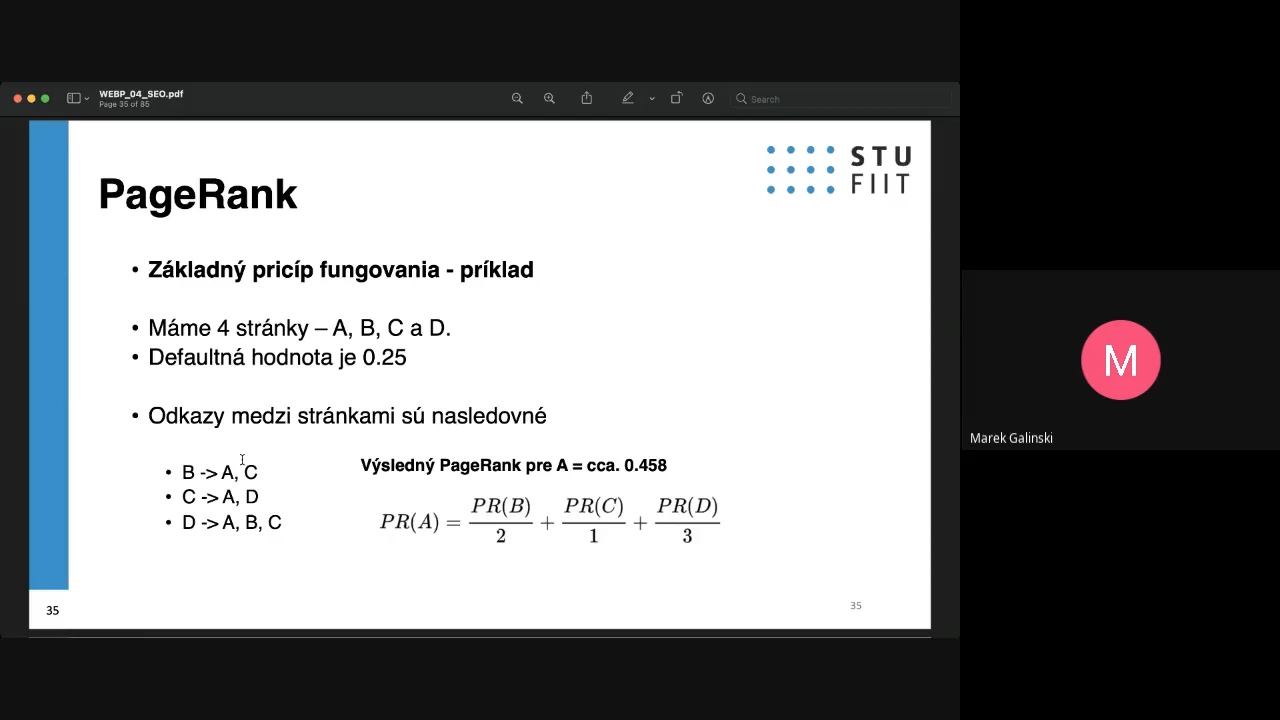 WEBP_04_SEO.pdf
Page 35 of 85
Search
STU
FIIT
PageRank
• Základný pricíp fungovania - príklad
• Máme 4 stránky – A, B, C a D.
• Defaultná hodnota je 0.25
• Odkazy medzi stránkami sú nasledovné
• B -> A, C
• C -> A, D
• D -> A, B, C
Výsledný PageRank pre A = cca. 0.458
PR(A) = PR(B)/2 + PR(C)/1 + PR(D)/3
35
35
M
Marek Galinski